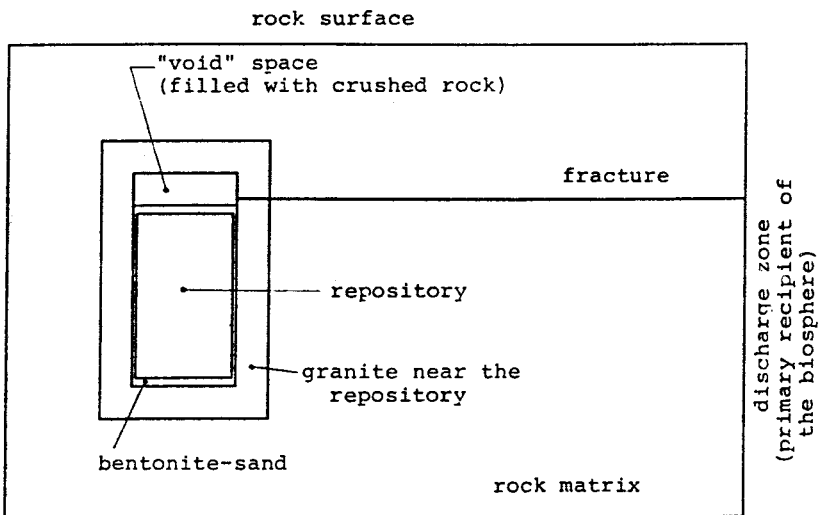 rock surface
"void" space
(filled with crushed rock)
fracture
repository
granite near the
repository
bentonite-sand
rock matrix
discharge zone
(primary recipient of
the biosphere)